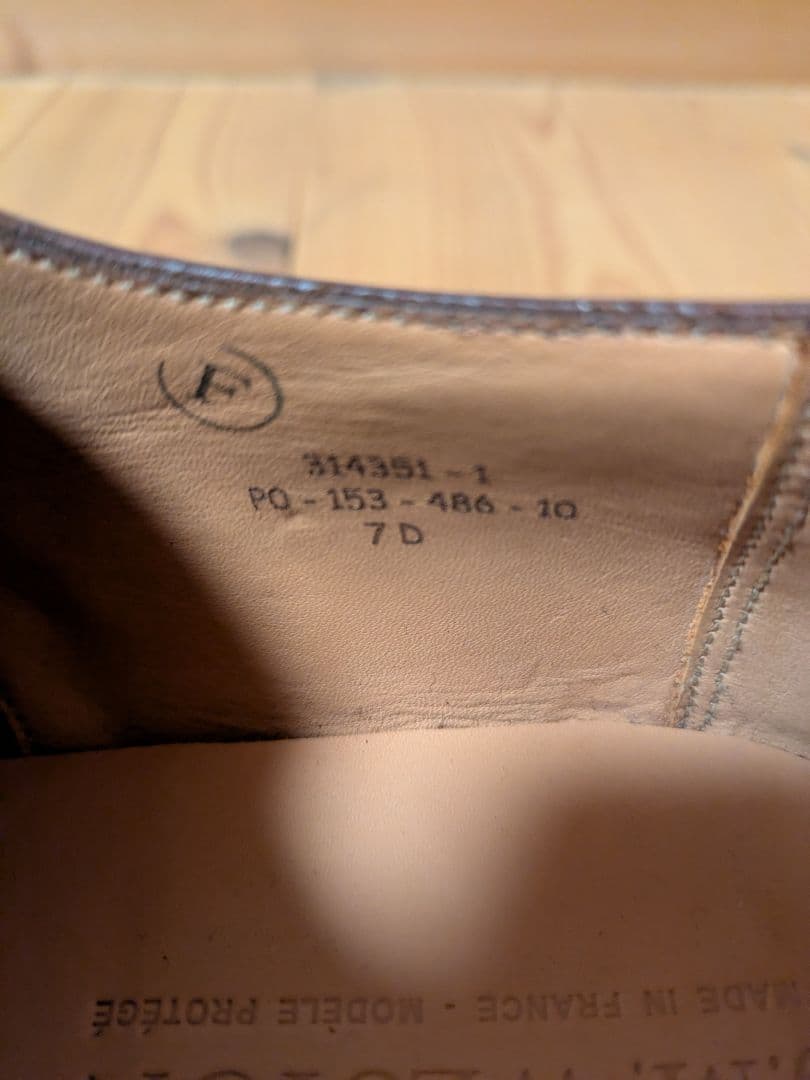 314351 - 1
PO - 153 - 486 - 10
7 D
MADE IN FRANCE - MODÈLE PROTÉGÉ